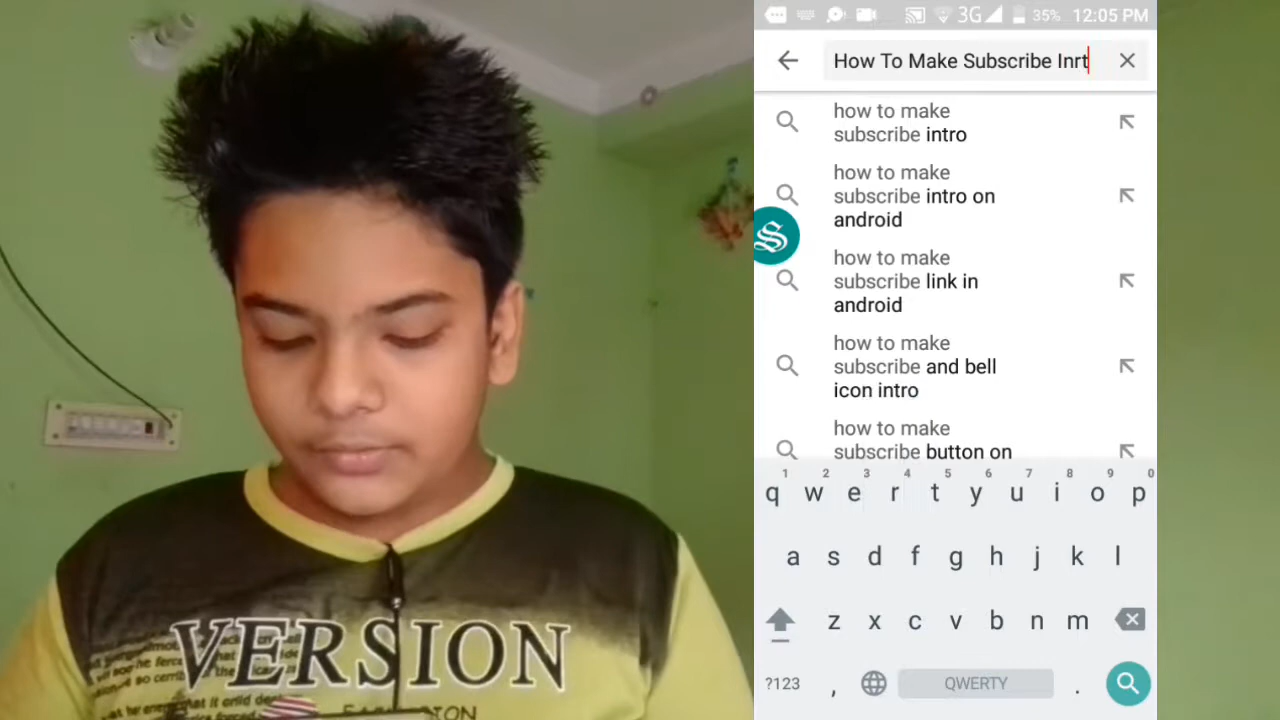 3G 35% 12:05 PM
How To Make Subscribe Inrt
how to make
subscribe intro
how to make
subscribe intro on
android
how to make
subscribe link in
android
how to make
subscribe and bell
icon intro
how to make
subscribe button on
1 2 3 4 5 6 7 8 9 0
q w e r t y u i o p
a s d f g h j k l
z x c v b n m
?123 , QWERTY .
S
VERSION